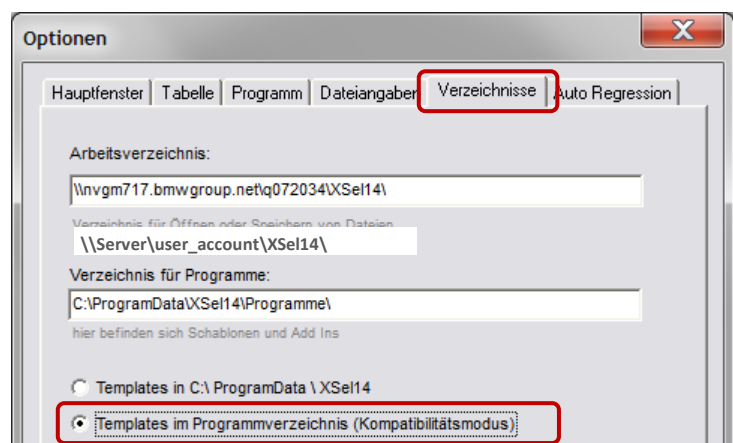 Optionen
X
Hauptfenster Tabelle Programm Dateiangaben Verzeichnisse Auto Regression
Arbeitsverzeichnis:
\\nvgm717.bmwgroup.net\q072034\XSel14\
Verzeichnis für Öffnen oder Speichern von Dateien
\\Server\user_account\XSel14\
Verzeichnis für Programme:
C:\ProgramData\XSel14\Programme\
hier befinden sich Schablonen und Add Ins
Templates in C:\ ProgramData \ XSel14
Templates im Programmverzeichnis (Kompatibilitätsmodus)